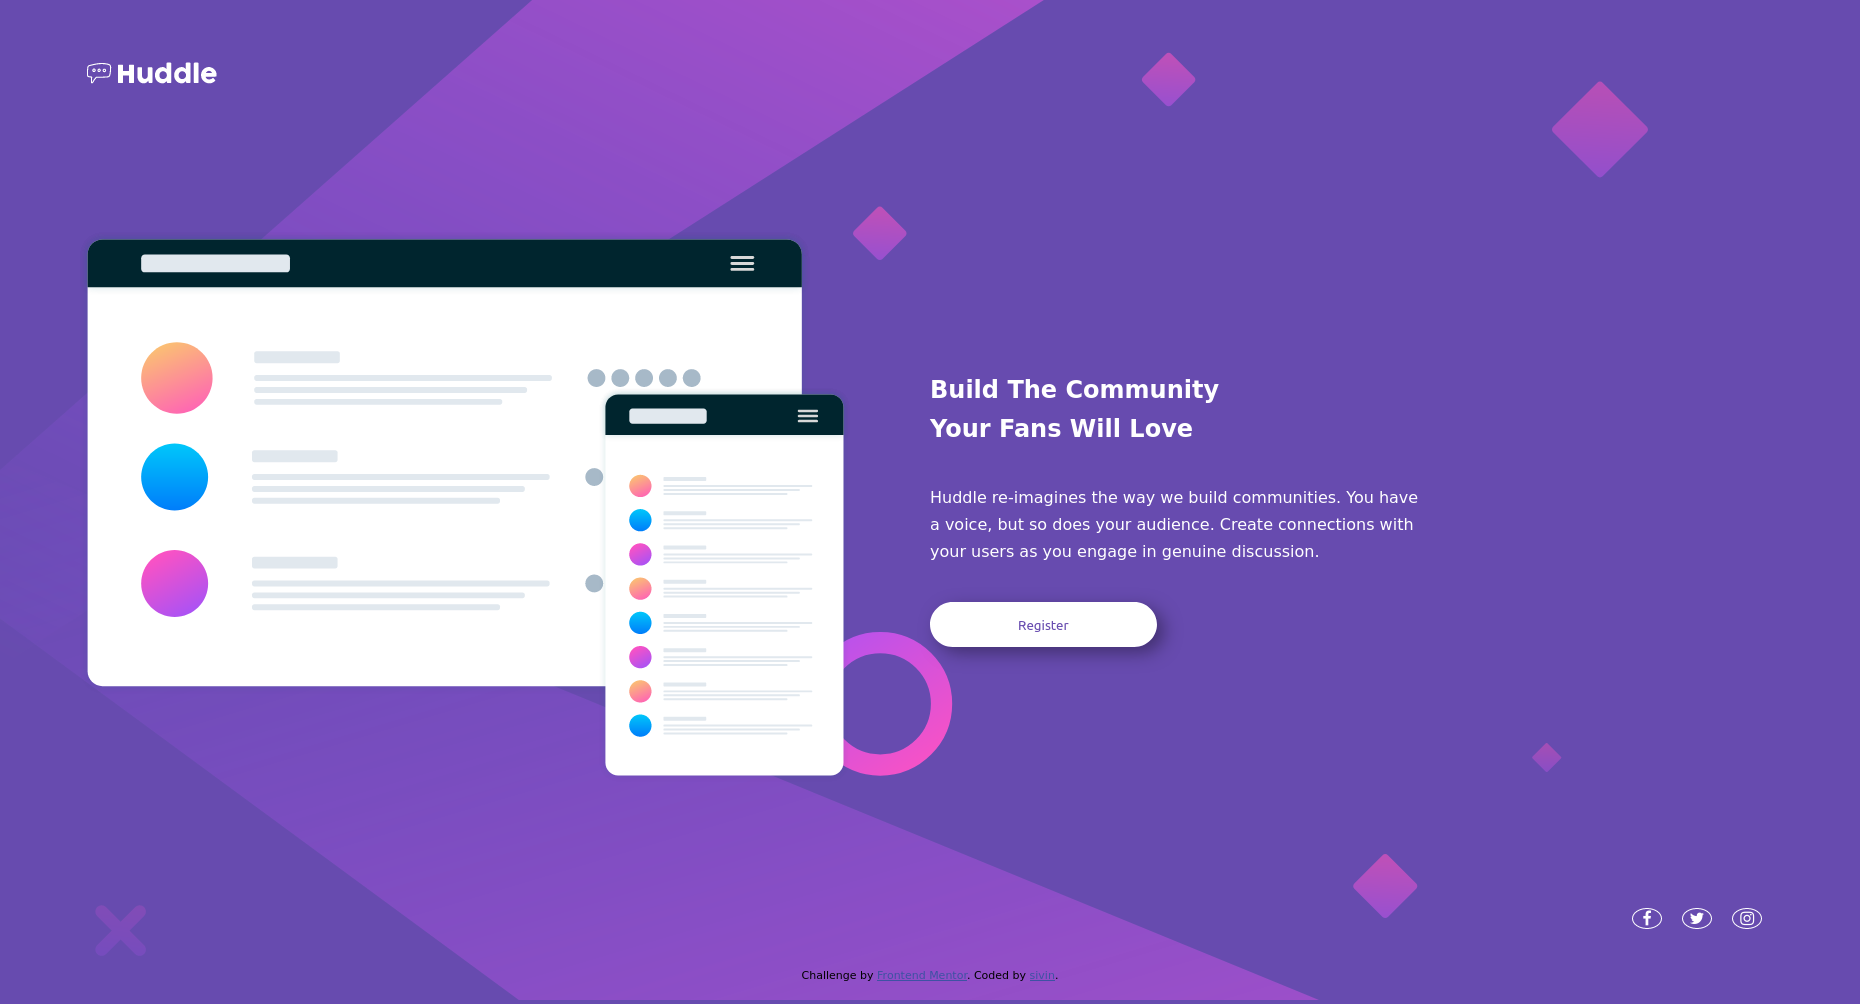 Huddle
Build The Community
Your Fans Will Love
Huddle re-imagines the way we build communities. You have
a voice, but so does your audience. Create connections with
your users as you engage in genuine discussion.
Register
Challenge by Frontend Mentor. Coded by sivin.